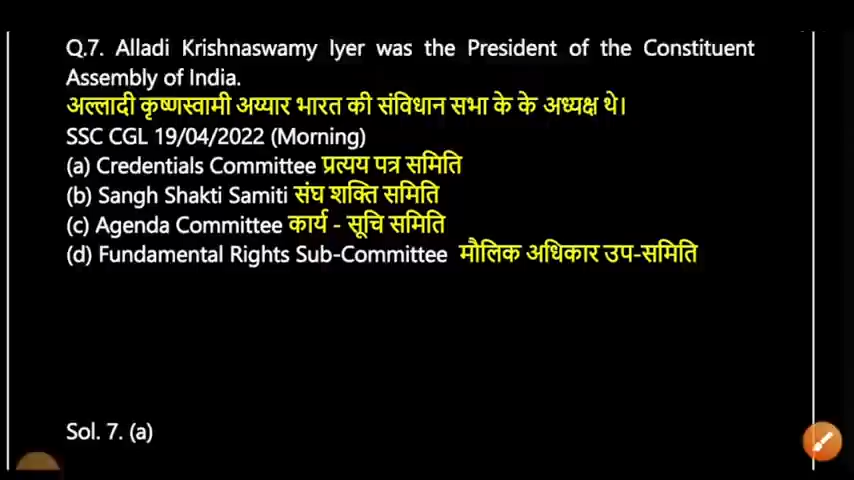 Q.7. Alladi Krishnaswamy Iyer was the President of the Constituent
Assembly of India.
अल्लादी कृष्णस्वामी अय्यार भारत की संविधान सभा के के अध्यक्ष थे।
SSC CGL 19/04/2022 (Morning)
(a) Credentials Committee प्रत्यय पत्र समिति
(b) Sangh Shakti Samiti संघ शक्ति समिति
(c) Agenda Committee कार्य - सूचि समिति
(d) Fundamental Rights Sub-Committee मौलिक अधिकार उप-समिति
Sol. 7. (a)